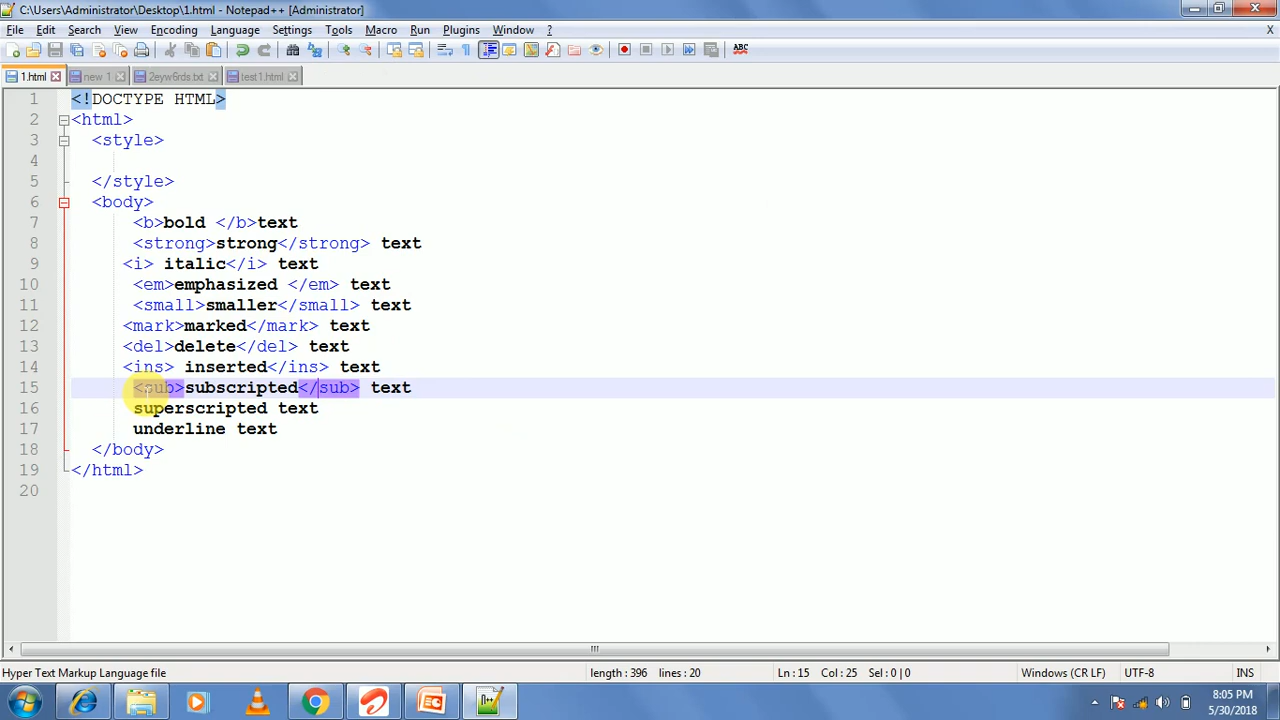 C:\Users\Administrator\Desktop\1.html - Notepad++ [Administrator]
File Edit Search View Encoding Language Settings Tools Macro Run Plugins Window ? X
ABC
1.html new 1 2eyw6rds.txt test1.html
1 <!DOCTYPE HTML>
2 <html>
3 <style>
4
5 </style>
6 <body>
7 <b>bold </b>text
8 <strong>strong</strong> text
9 <i> italic</i> text
10 <em>emphasized </em> text
11 <small>smaller</small> text
12 <mark>marked</mark> text
13 <del>delete</del> text
14 <ins> inserted</ins> text
15 <sub>subscripted</sub> text
16 superscripted text
17 underline text
18 </body>
19 </html>
20
Hyper Text Markup Language file length : 396 lines : 20 Ln : 15 Col : 25 Sel : 0 | 0 Windows (CR LF) UTF-8 INS
8:05 PM
5/30/2018